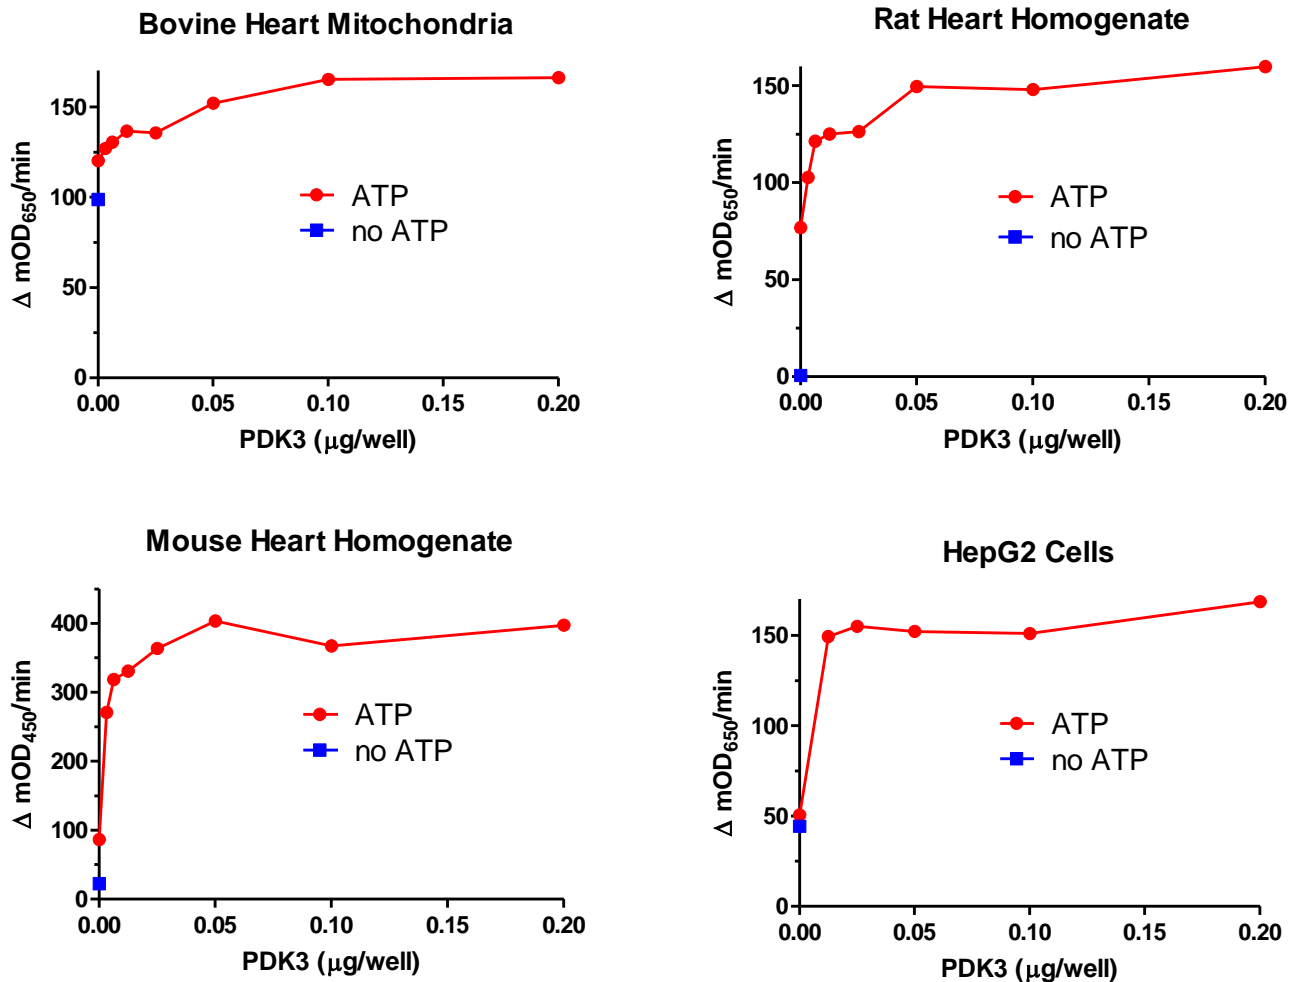 Bovine Heart Mitochondria
Δ mOD650/min
150
100
50
0
ATP
no ATP
0.00 0.05 0.10 0.15 0.20
PDK3 (μg/well)
Rat Heart Homogenate
Δ mOD650/min
150
100
50
0
ATP
no ATP
0.00 0.05 0.10 0.15 0.20
PDK3 (μg/well)
Mouse Heart Homogenate
Δ mOD450/min
400
300
200
100
0
ATP
no ATP
0.00 0.05 0.10 0.15 0.20
PDK3 (μg/well)
HepG2 Cells
Δ mOD650/min
150
100
50
0
ATP
no ATP
0.00 0.05 0.10 0.15 0.20
PDK3 (μg/well)